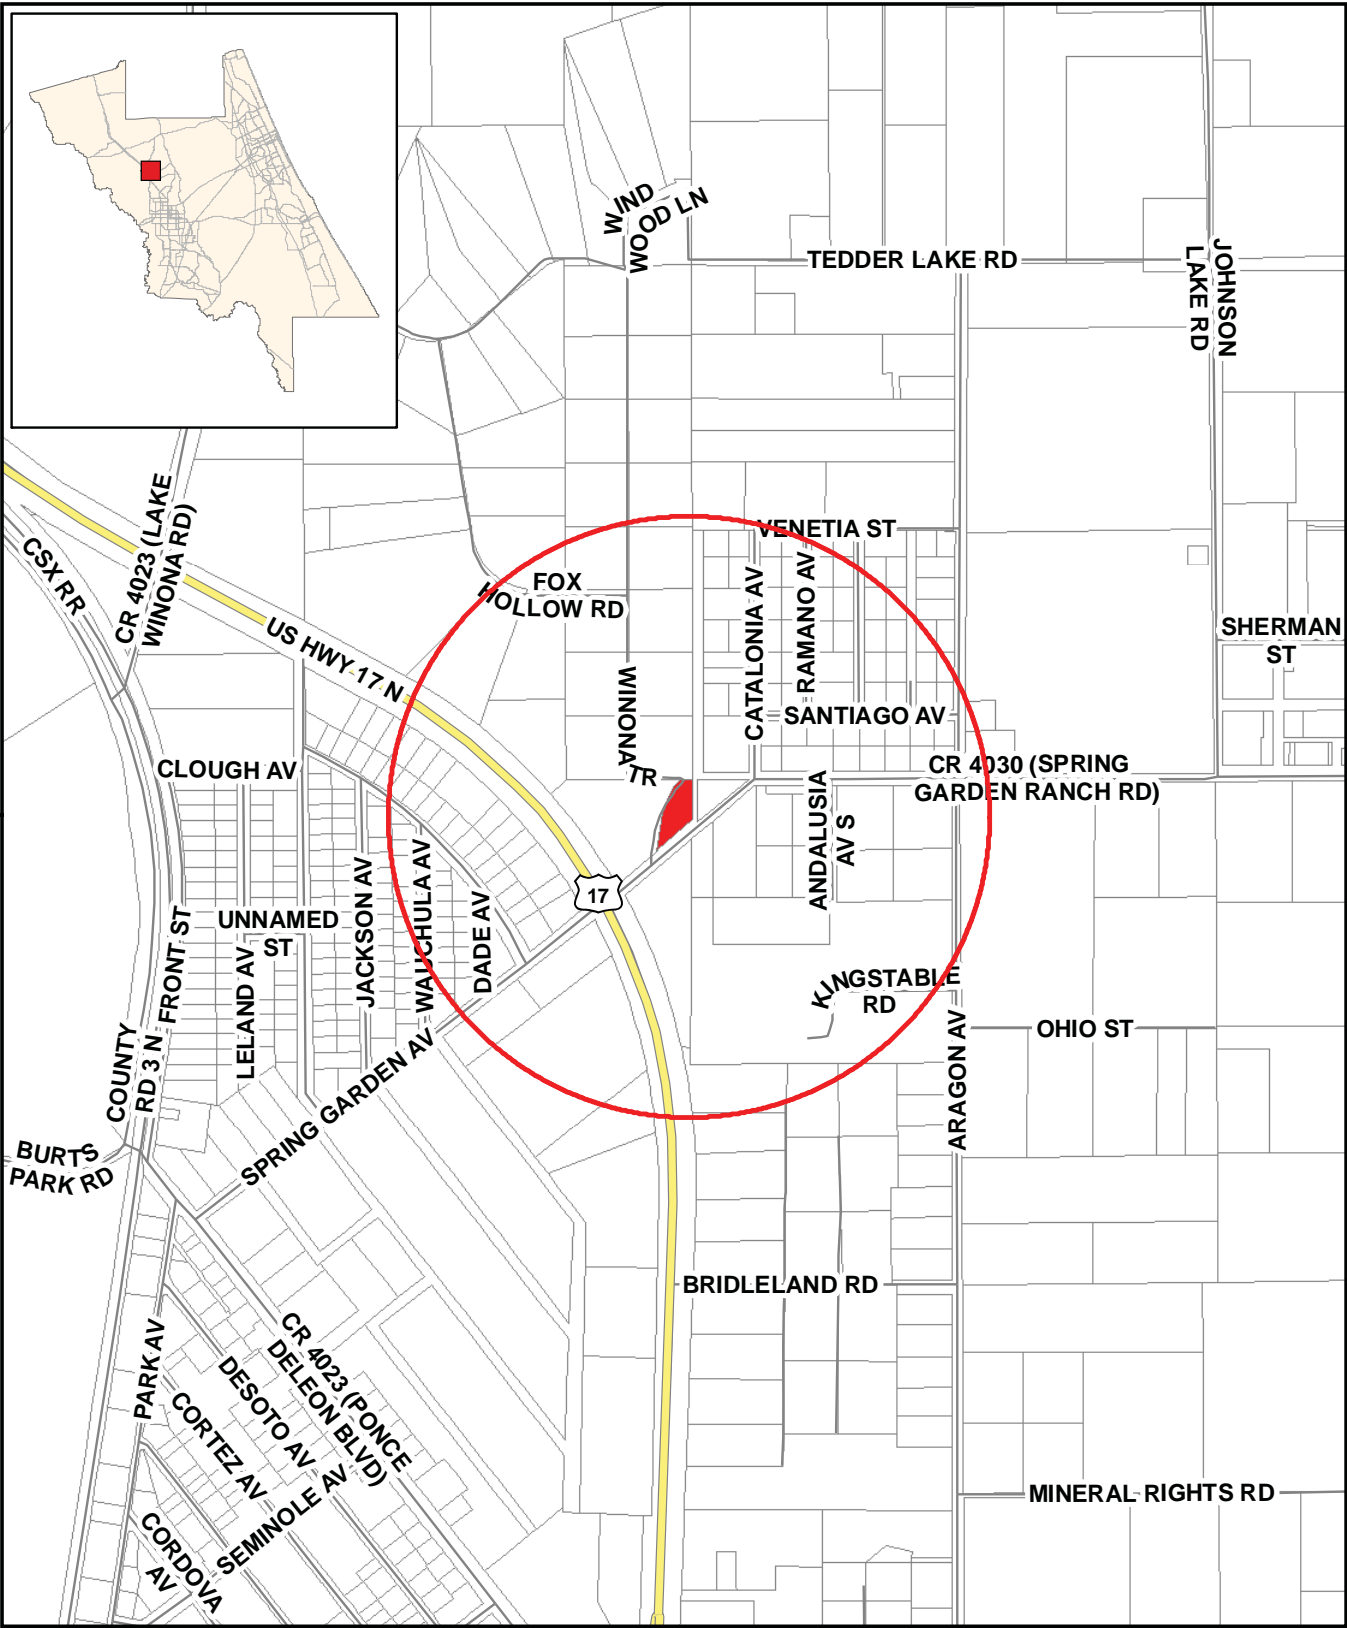 WIND
WOOD LN
TEDDER LAKE RD
JOHNSON
LAKE RD
CR 4023 (LAKE
WINONA RD)
CSX RR
VENETIA ST
FOX
HOLLOW RD
US HWY 17 N
CATALONIA AV
RAMANO AV
SHERMAN
ST
WINONA
TR
SANTIAGO AV
CLOUGH AV
CR 4030 (SPRING
GARDEN RANCH RD)
ANDALUSIA
AV S
17
JACKSON AV
WAUCHULA AV
DADE AV
UNNAMED
ST
LELAND AV
FRONT ST
COUNTY
RD 3 N
KINGSTABLE
RD
OHIO ST
ARAGON AV
SPRING GARDEN AV
BURTS
PARK RD
BRIDLELAND RD
PARK AV
CR 4023 (PONCE
DELEON BLVD)
DESOTO AV
CORTEZ AV
S SEMINOLE AV
CORDOVA
AV
MINERAL RIGHTS RD